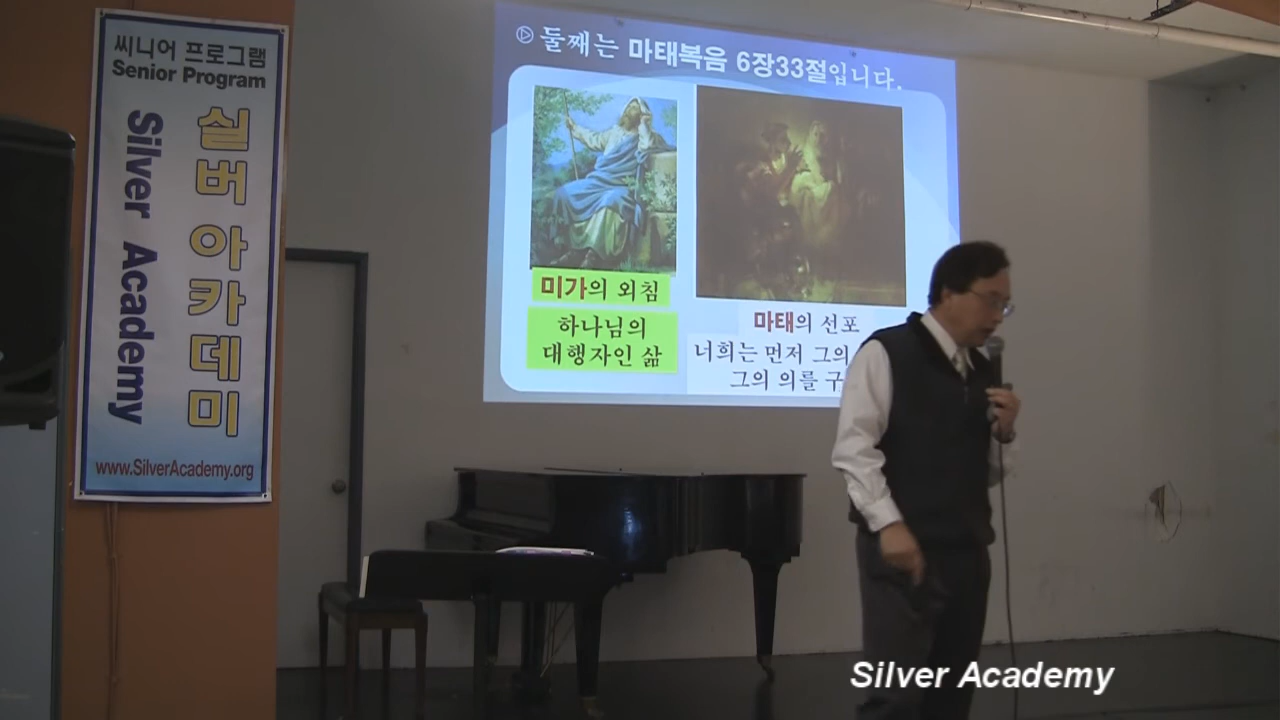 씨니어 프로그램
Senior Program
실버 아카데미
Silver Academy
www.SilverAcademy.org
둘째는 마태복음 6장33절입니다.
미가의 외침
하나님의
대행자인 삶
마태의 선포
너희는 먼저 그의
그의 의를 구
Silver Academy